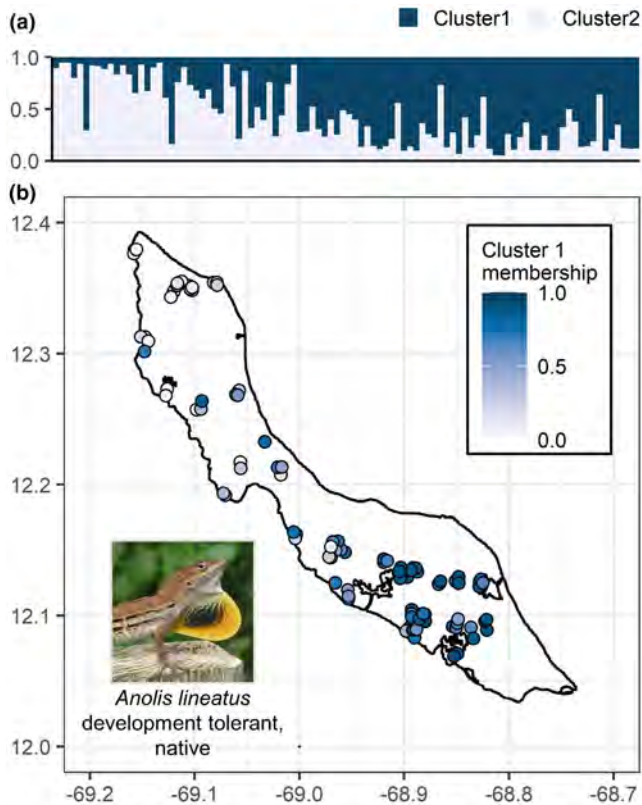 (a)
Cluster1 Cluster2
1.0
0.5
0.0
(b)
12.4
12.3
12.2
12.1
12.0
Cluster 1
membership
1.0
0.5
0.0
Anolis lineatus
development tolerant,
native
-69.2 -69.1 -69.0 -68.9 -68.8 -68.7